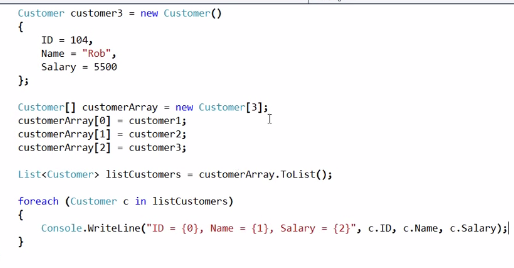 Customer customer3 = new Customer()
{
    ID = 104,
    Name = "Rob",
    Salary = 5500
};
Customer[] customerArray = new Customer[3];
customerArray[0] = customer1;
customerArray[1] = customer2;
customerArray[2] = customer3;
List<Customer> listCustomers = customerArray.ToList();
foreach (Customer c in listCustomers)
{
    Console.WriteLine("ID = {0}, Name = {1}, Salary = {2}", c.ID, c.Name, c.Salary);
}